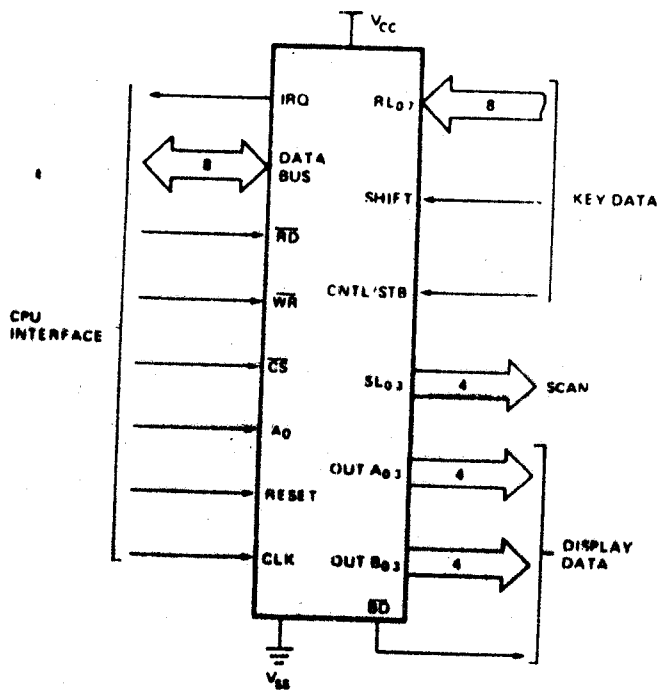 VCC
IRQ
RL0-7
8
DATA
BUS
8
SHIFT
KEY DATA
RD
CNTL/STB
WR
CPU
INTERFACE
CS
SL0-3
4
SCAN
A0
OUT A0-3
4
RESET
DISPLAY
DATA
CLK
OUT B0-3
4
BD
VSS